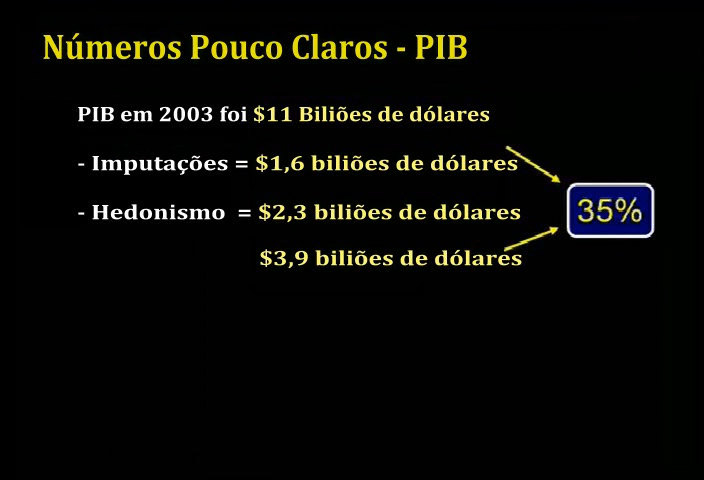 Números Pouco Claros - PIB
PIB em 2003 foi $11 Biliões de dólares
- Imputações = $1,6 biliões de dólares
- Hedonismo = $2,3 biliões de dólares
35%
$3,9 biliões de dólares